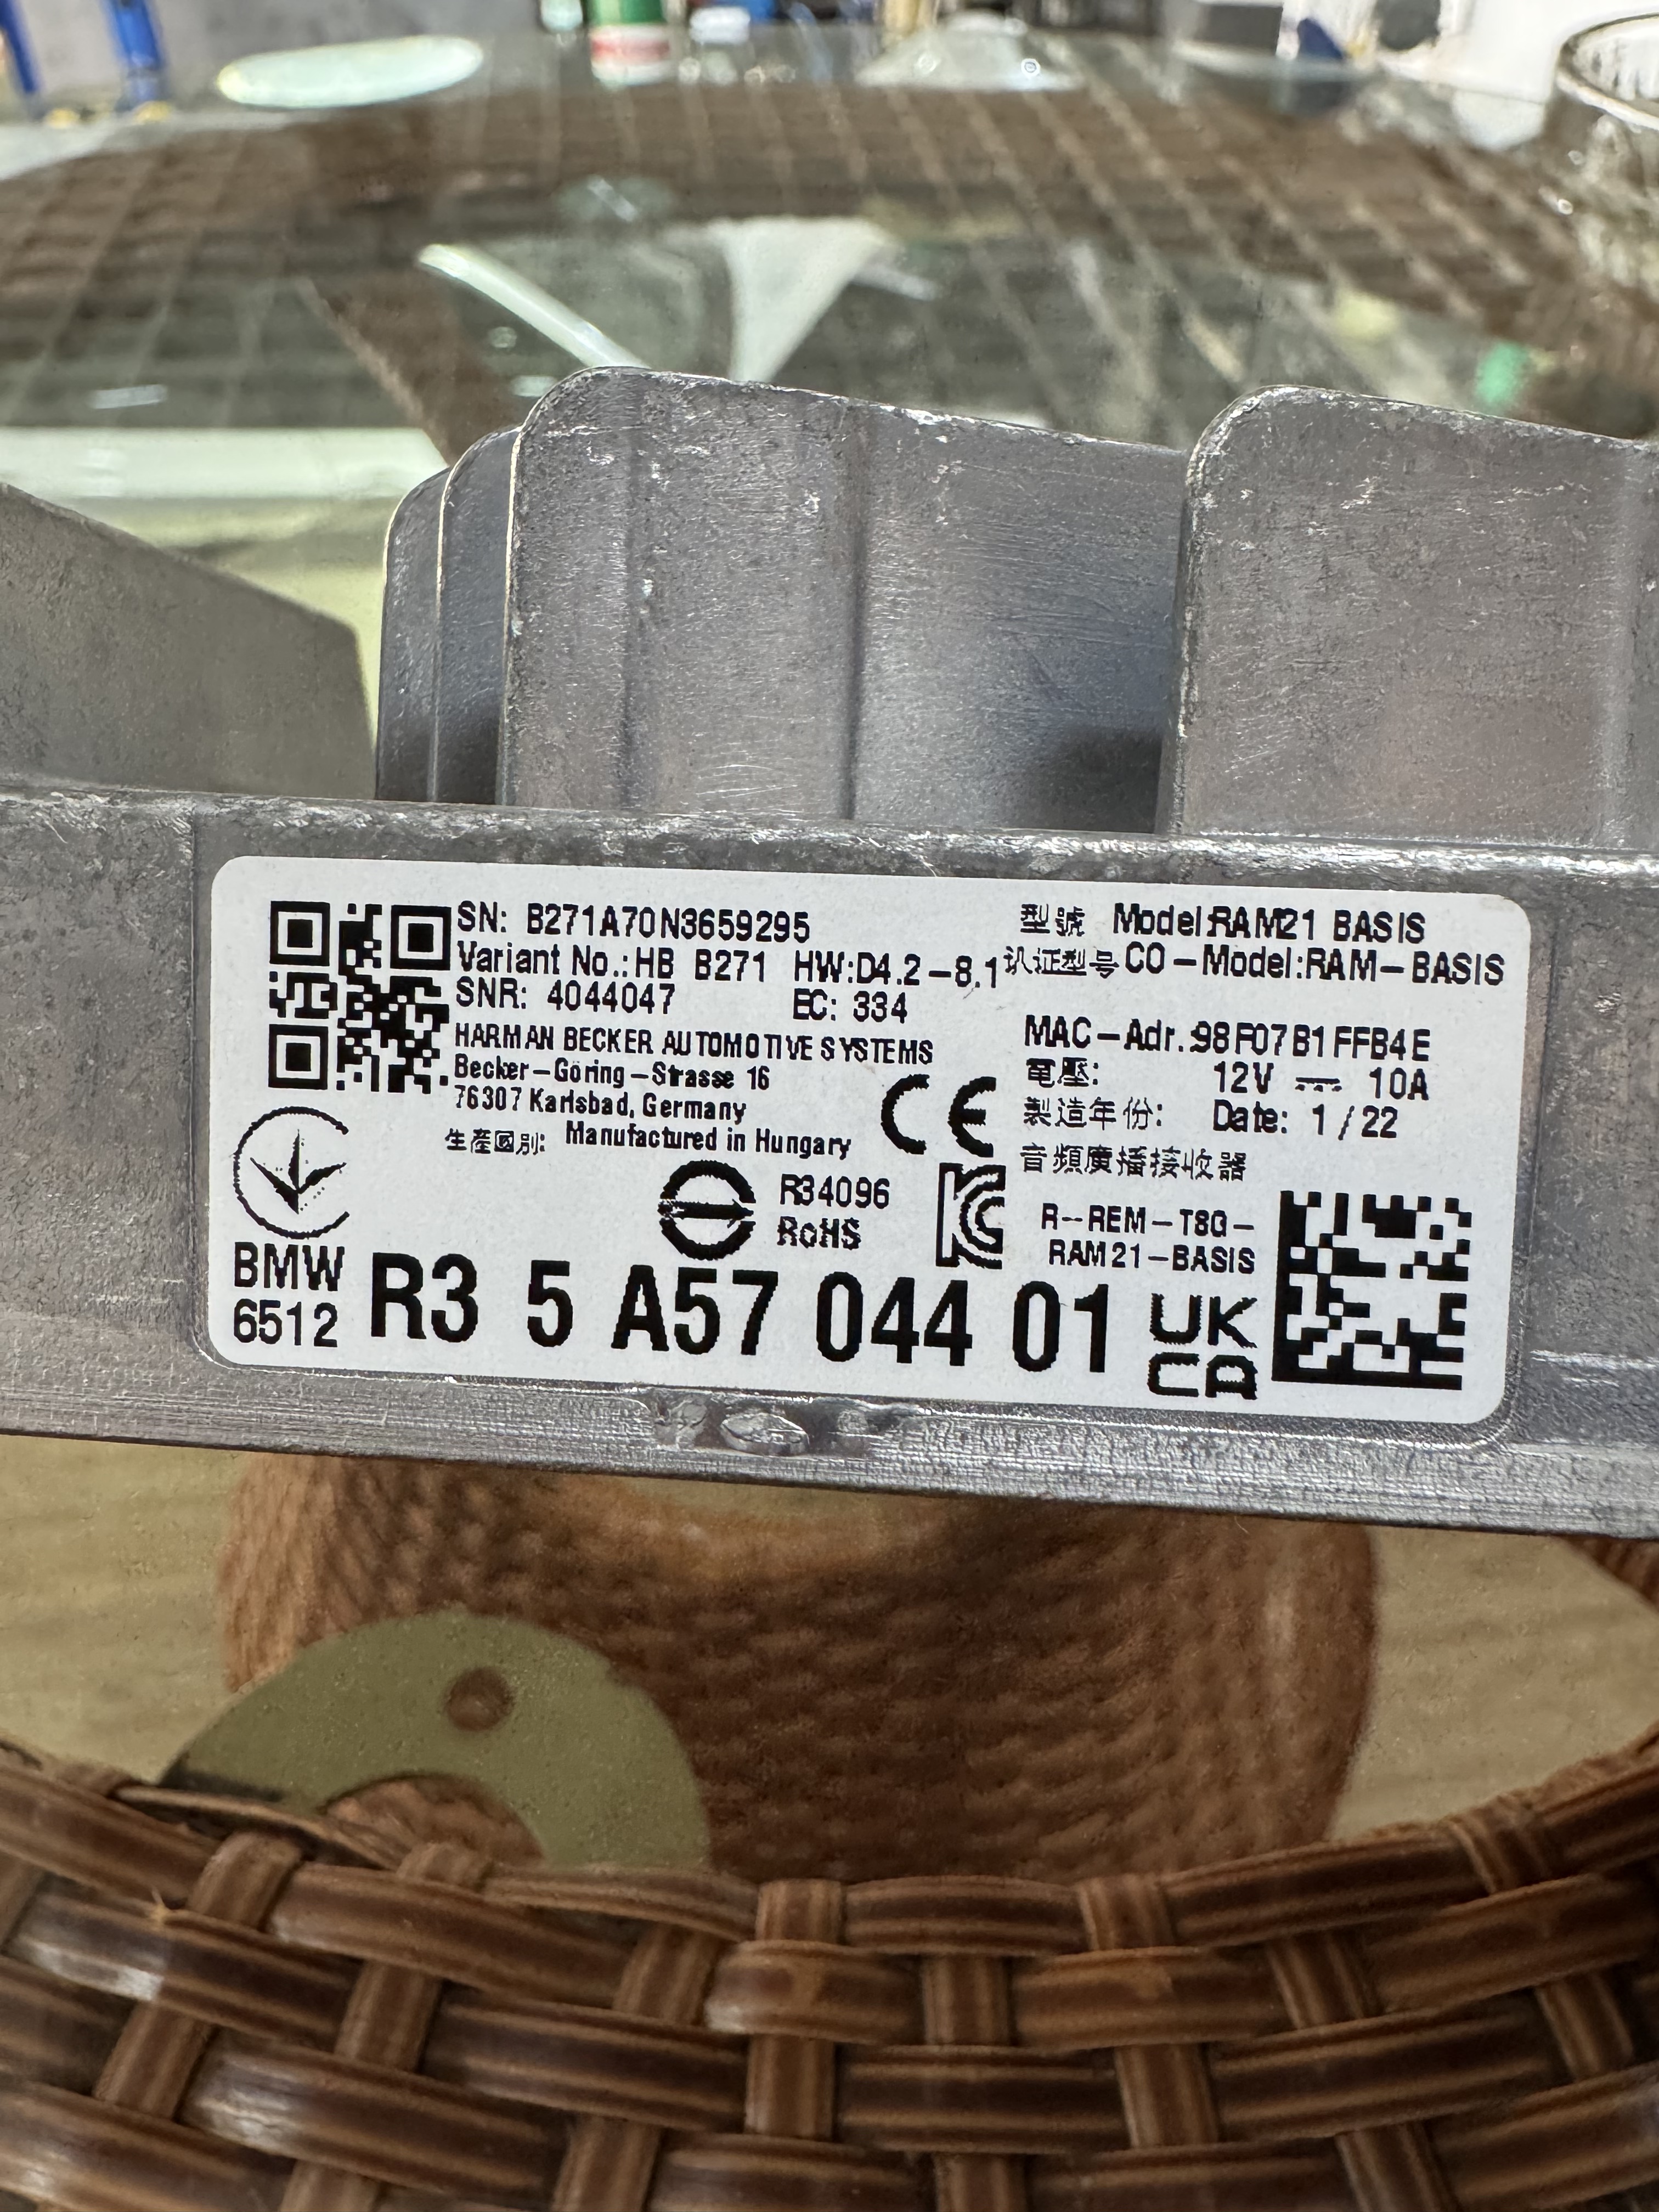 SN: B271A70N3659295
Variant No.: HB B271 HW:D4.2-8.1
SNR: 4044047 EC: 334
HARMAN BECKER AUTOMOTIVE SYSTEMS
Becker-Göring-Strasse 16
76307 Karlsbad, Germany
生產國別: Manufactured in Hungary
CE
型號 Model:RAM21 BASIS
认证型号 CO-Model:RAM-BASIS
MAC-Adr.:98F07B1FFB4E
電壓: 12V ⎓ 10A
製造年份: Date: 1/22
音頻廣播接收器
R34096
RoHS
R--REM-T8G-
RAM21-BASIS
BMW
6512
R3 5 A57 044 01
UK
CA